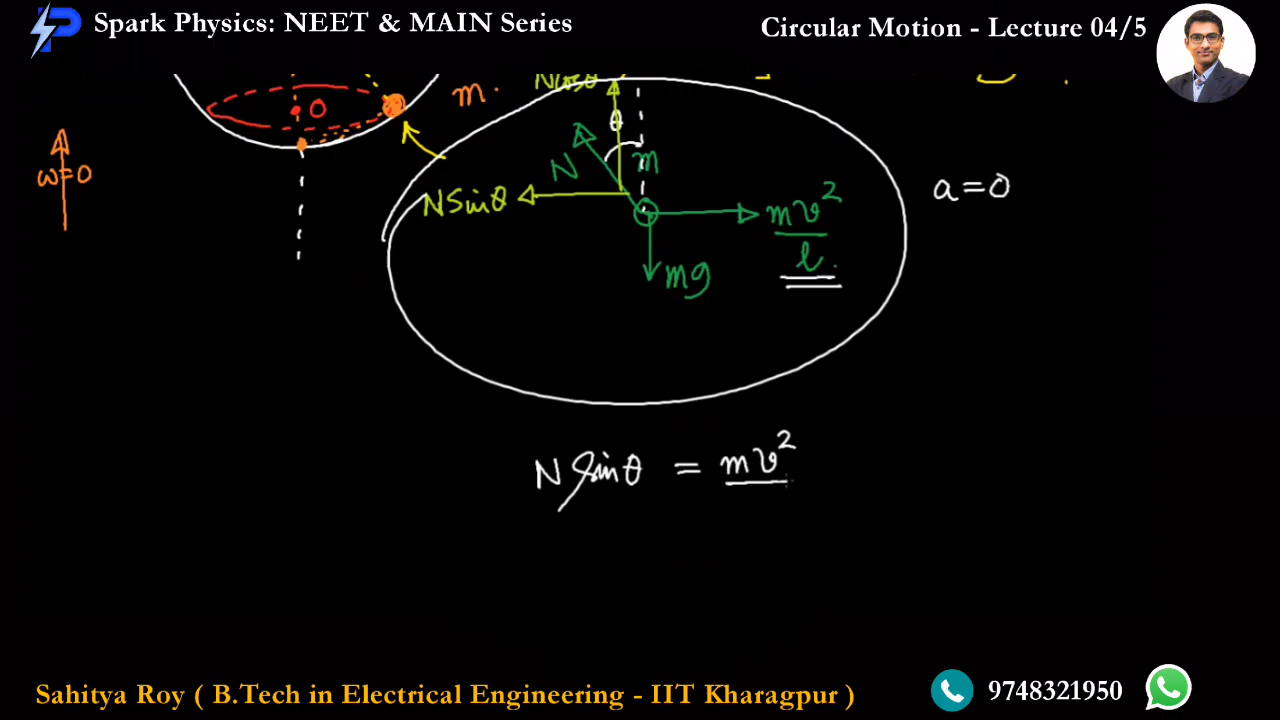 Spark Physics: NEET & MAIN Series
Circular Motion - Lecture 04/5
Ncosθ
m.
O
θ
ω=0
N
m
Nsinθ
mv²
l.
a=0
mg
N sinθ = mv²
Sahitya Roy ( B.Tech in Electrical Engineering - IIT Kharagpur )
9748321950